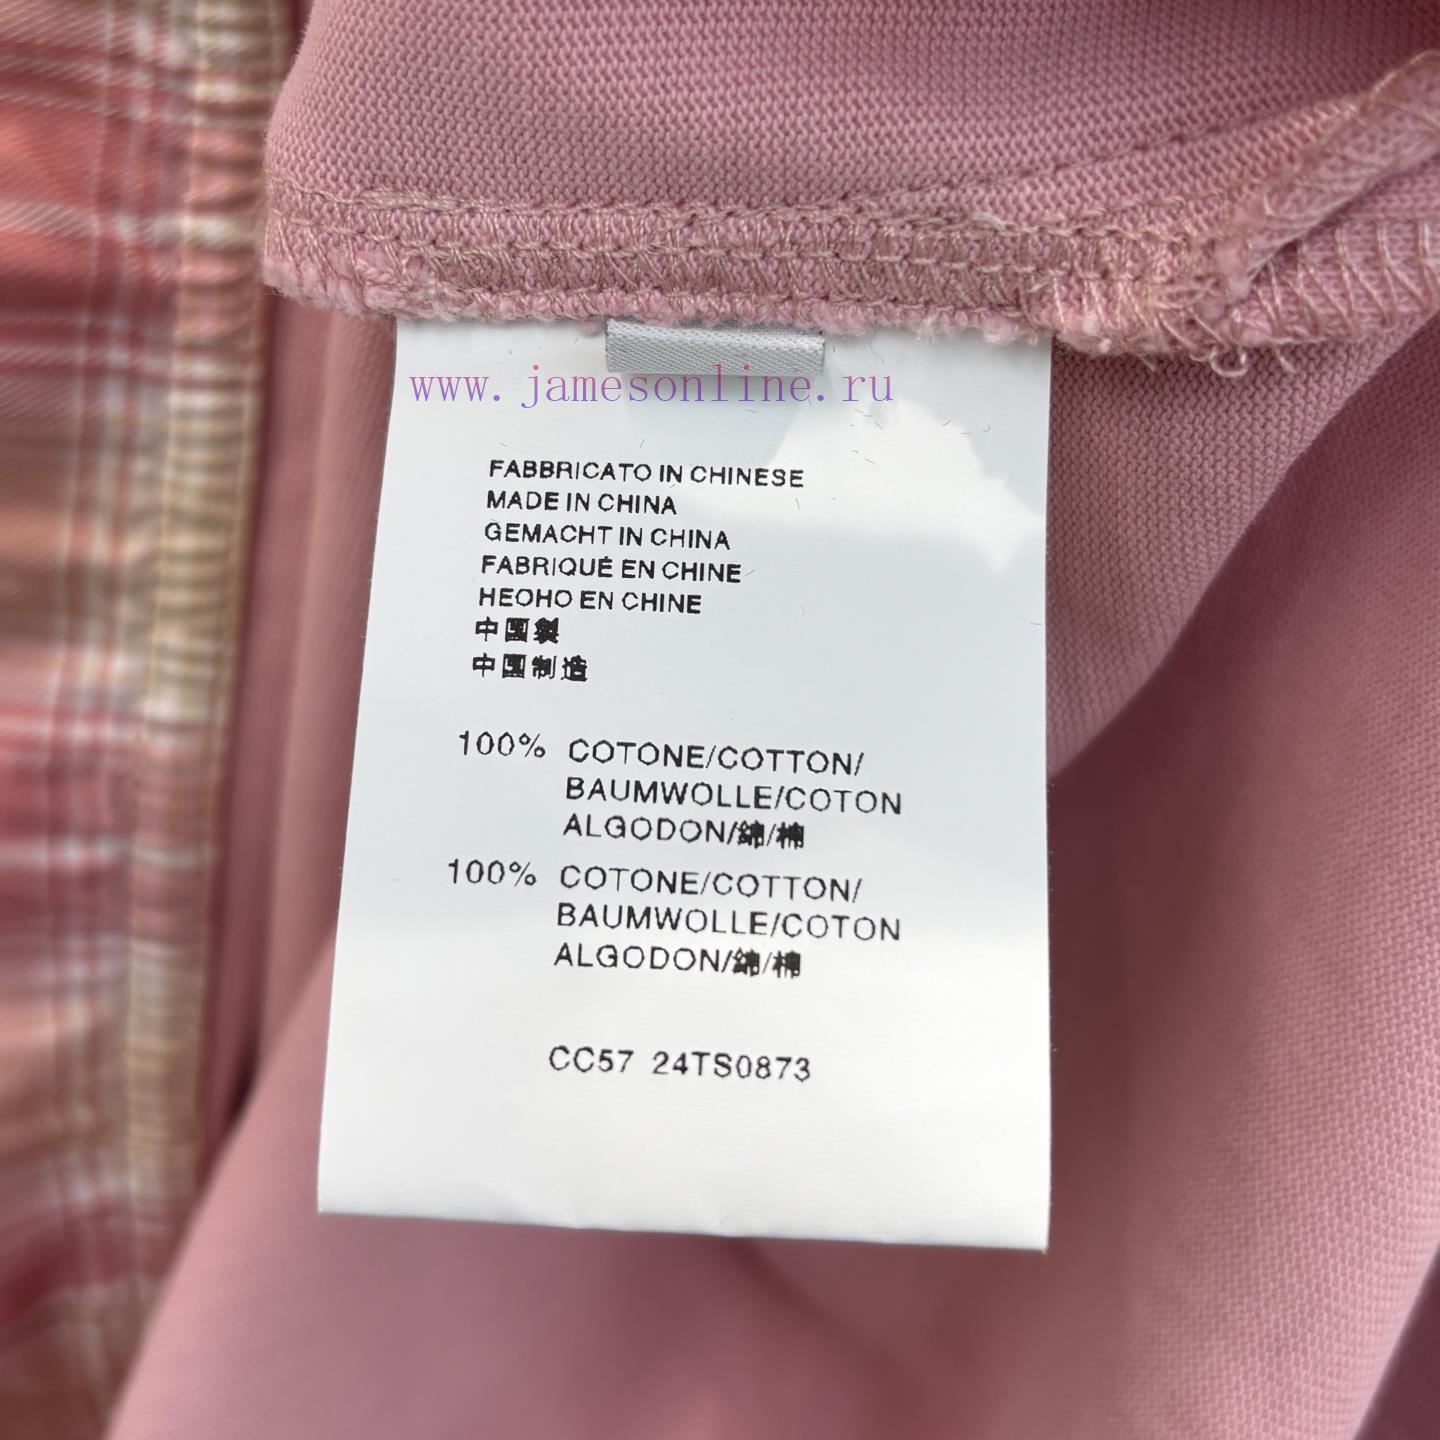 www.jamesonline.ru
FABBRICATO IN CHINESE
MADE IN CHINA
GEMACHT IN CHINA
FABRIQUÉ EN CHINE
HEOHO EN CHINE
中国製
中国制造
100% COTONE/COTTON/
BAUMWOLLE/COTON
ALGODON/綿/棉
100% COTONE/COTTON/
BAUMWOLLE/COTON
ALGODON/綿/棉
CC57 24TS0873